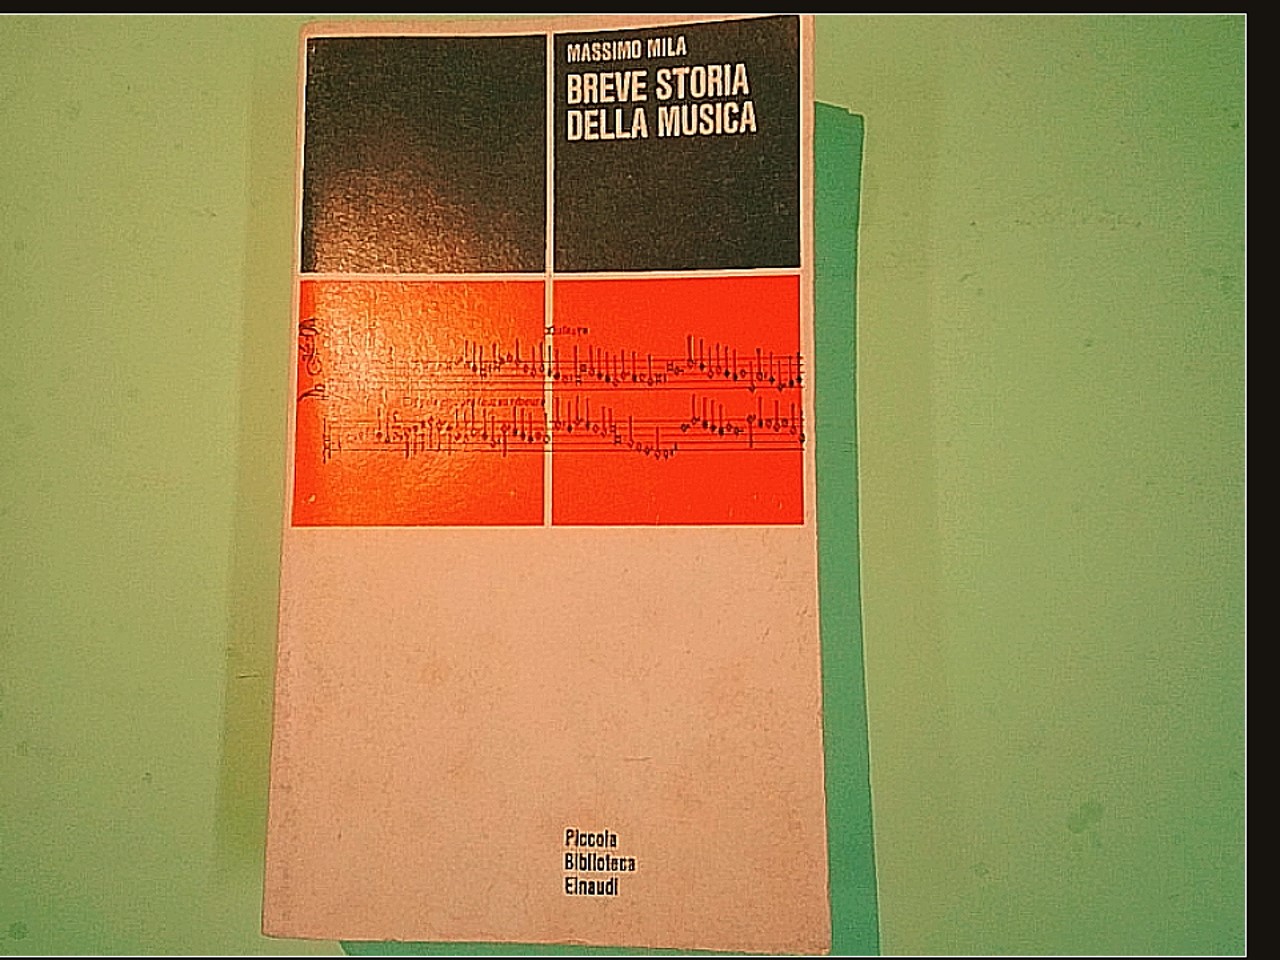 MASSIMO MILA
BREVE STORIA
DELLA MUSICA
Piccola
Biblioteca
Einaudi